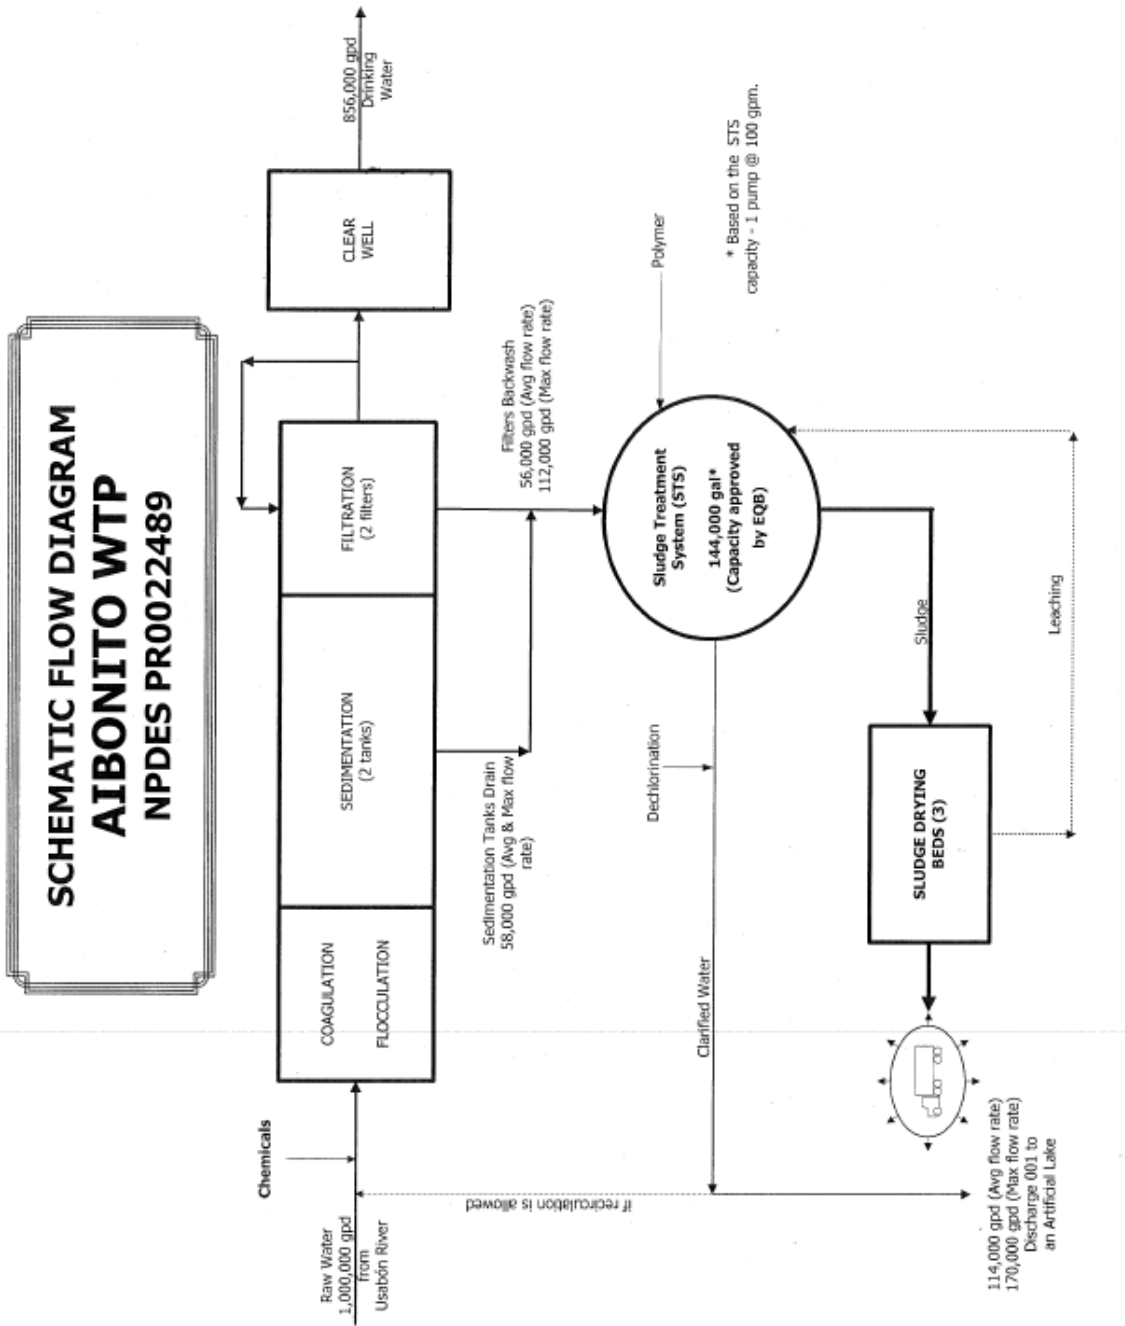 SCHEMATIC FLOW DIAGRAM
AIBONITO WTP
NPDES PR0022489
Chemicals
Raw Water
1,000,000 gpd
from
Usabón River
COAGULATION
FLOCCULATION
SEDIMENTATION
(2 tanks)
FILTRATION
(2 filters)
CLEAR
WELL
856,000 gpd
Drinking
Water
Sedimentation Tanks Drain
58,000 gpd (Avg & Max flow
rate)
Filters Backwash
56,000 gpd (Avg flow rate)
112,000 gpd (Max flow rate)
if recirculation is allowed
Clarified Water
Dechlorination
Sludge Treatment
System (STS)
144,000 gal*
(Capacity approved
by EQB)
Polymer
* Based on the STS
capacity - 1 pump @ 100 gpm.
Sludge
SLUDGE DRYING
BEDS (3)
Leaching
114,000 gpd (Avg flow rate)
170,000 gpd (Max flow rate)
Discharge 001 to
an Artificial Lake